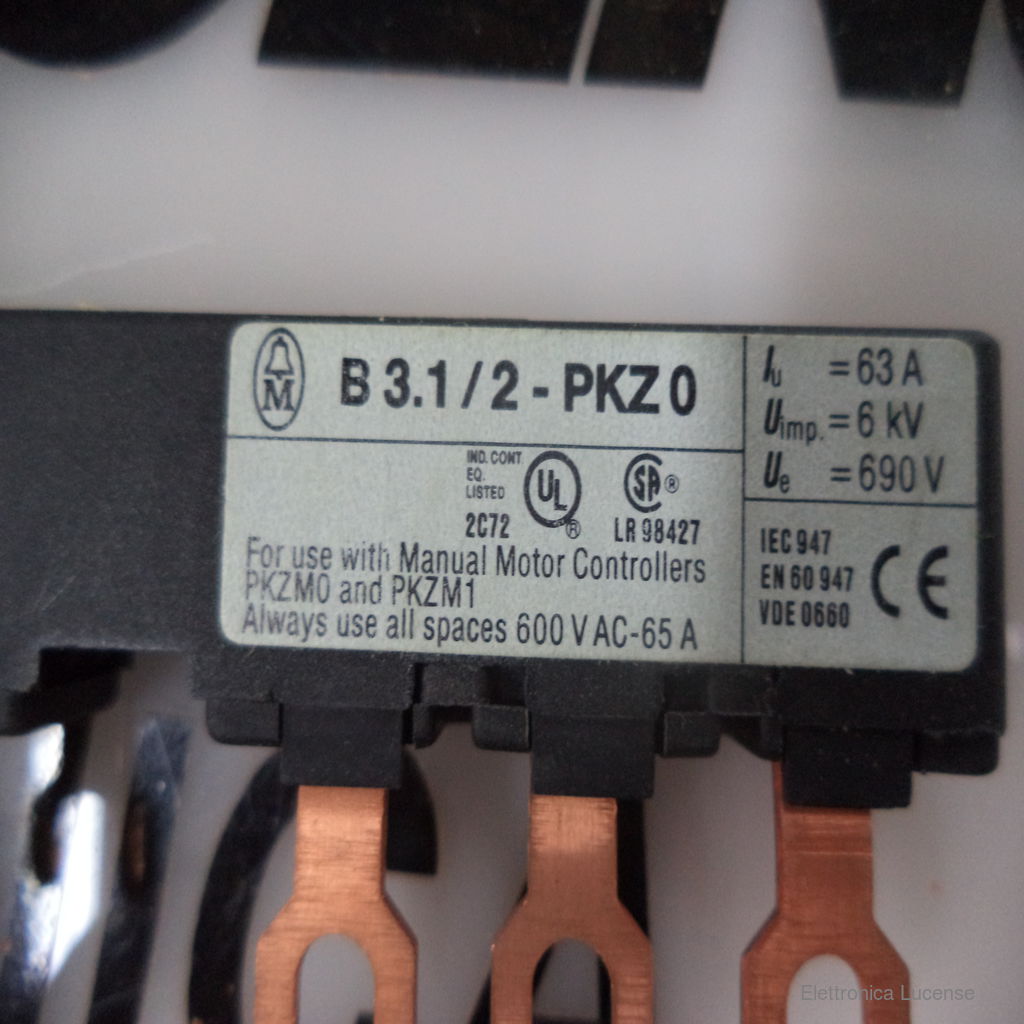 M
B 3.1 / 2 - PKZ 0
Iu = 63 A
Uimp. = 6 kV
Ue = 690 V
IND. CONT.
EQ.
LISTED
2C72
UL ®
SA ®
LR 98427
For use with Manual Motor Controllers
PKZM0 and PKZM1
Always use all spaces 600 V AC-65 A
IEC 947
EN 60 947
VDE 0660
CE
Elettronica Lucense